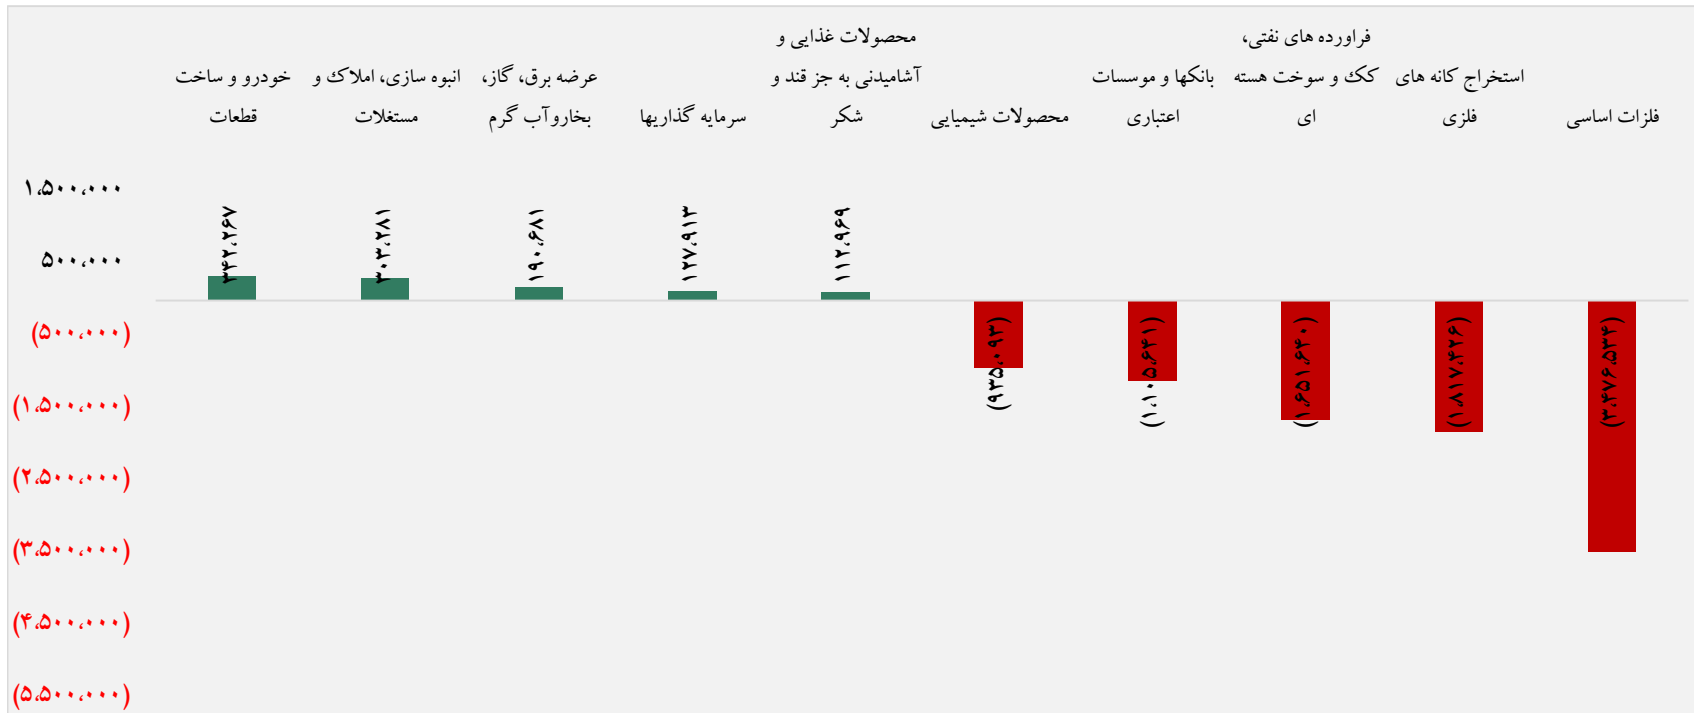 خودرو و ساخت
قطعات
انبوه سازی، املاک و
مستغلات
عرضه برق، گاز،
بخاروآب گرم
سرمایه گذاریها
محصولات غذایی و
آشامیدنی به جز قند و
شکر
محصولات شیمیایی
بانکها و موسسات
اعتباری
فراورده های نفتی،
کک و سوخت هسته
ای
استخراج کانه های
فلزی
فلزات اساسی
۱،۵۰۰،۰۰۰
۵۰۰،۰۰۰
(۵۰۰،۰۰۰)
(۱،۵۰۰،۰۰۰)
(۲،۵۰۰،۰۰۰)
(۳،۵۰۰،۰۰۰)
(۴،۵۰۰،۰۰۰)
(۵،۵۰۰،۰۰۰)
۳۴۲،۲۶۷
۳۰۳،۲۸۱
۱۹۰،۶۸۱
۱۲۷،۹۱۳
۱۱۲،۹۶۹
(۹۳۵،۰۹۳)
(۱،۱۰۵،۶۴۱)
(۱،۶۵۱،۶۴۰)
(۱،۸۱۷،۴۲۶)
(۳،۴۷۶،۵۳۴)